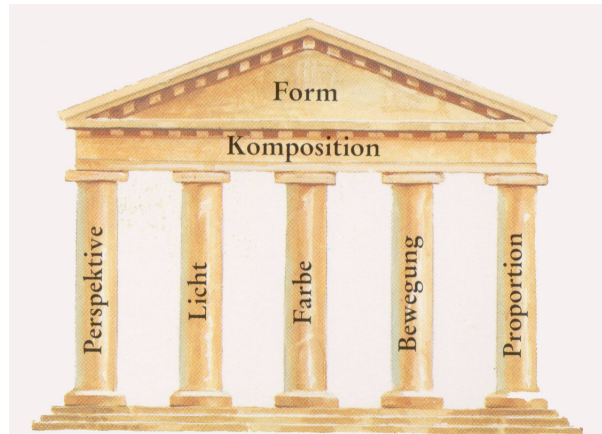 Form
Komposition
Perspektive
Licht
Farbe
Bewegung
Proportion